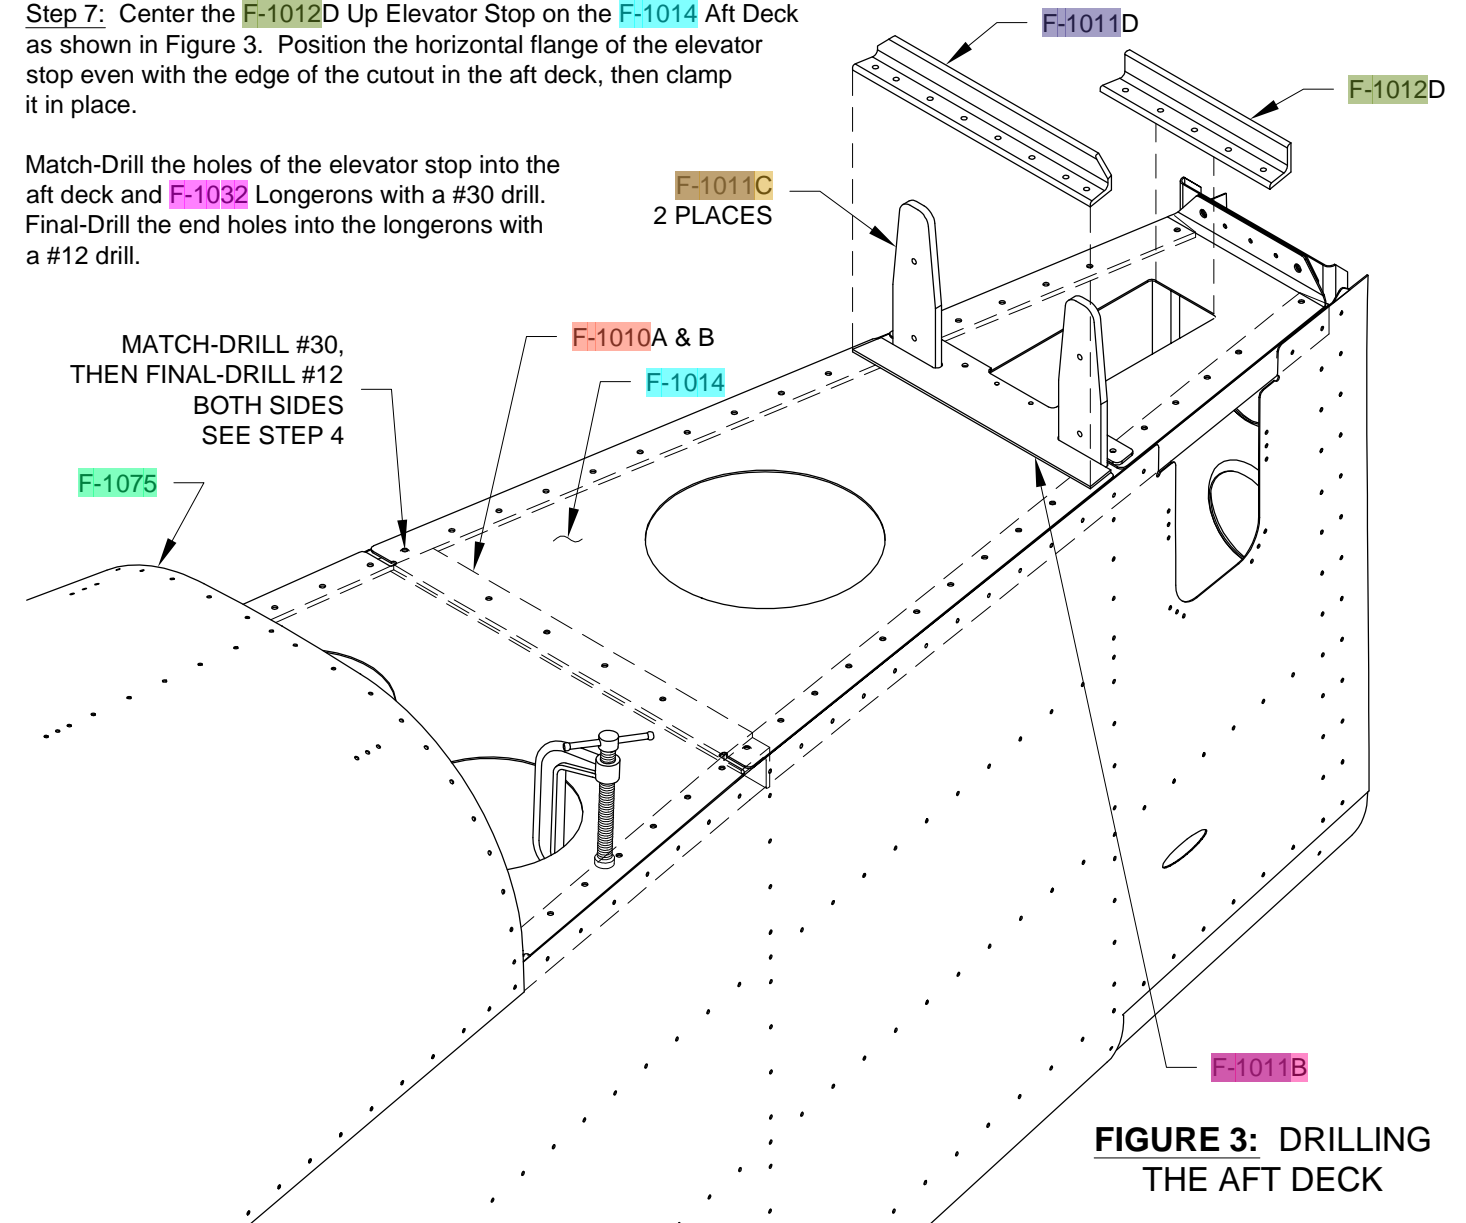 Step 7: Center the F-1012D Up Elevator Stop on the F-1014 Aft Deck
as shown in Figure 3. Position the horizontal flange of the elevator
stop even with the edge of the cutout in the aft deck, then clamp
it in place.
Match-Drill the holes of the elevator stop into the
aft deck and F-1032 Longerons with a #30 drill.
Final-Drill the end holes into the longerons with
a #12 drill.
F-1011D
F-1012D
F-1011C
2 PLACES
MATCH-DRILL #30,
THEN FINAL-DRILL #12
BOTH SIDES
SEE STEP 4
F-1010A & B
F-1014
F-1075
F-1011B
FIGURE 3: DRILLING
THE AFT DECK